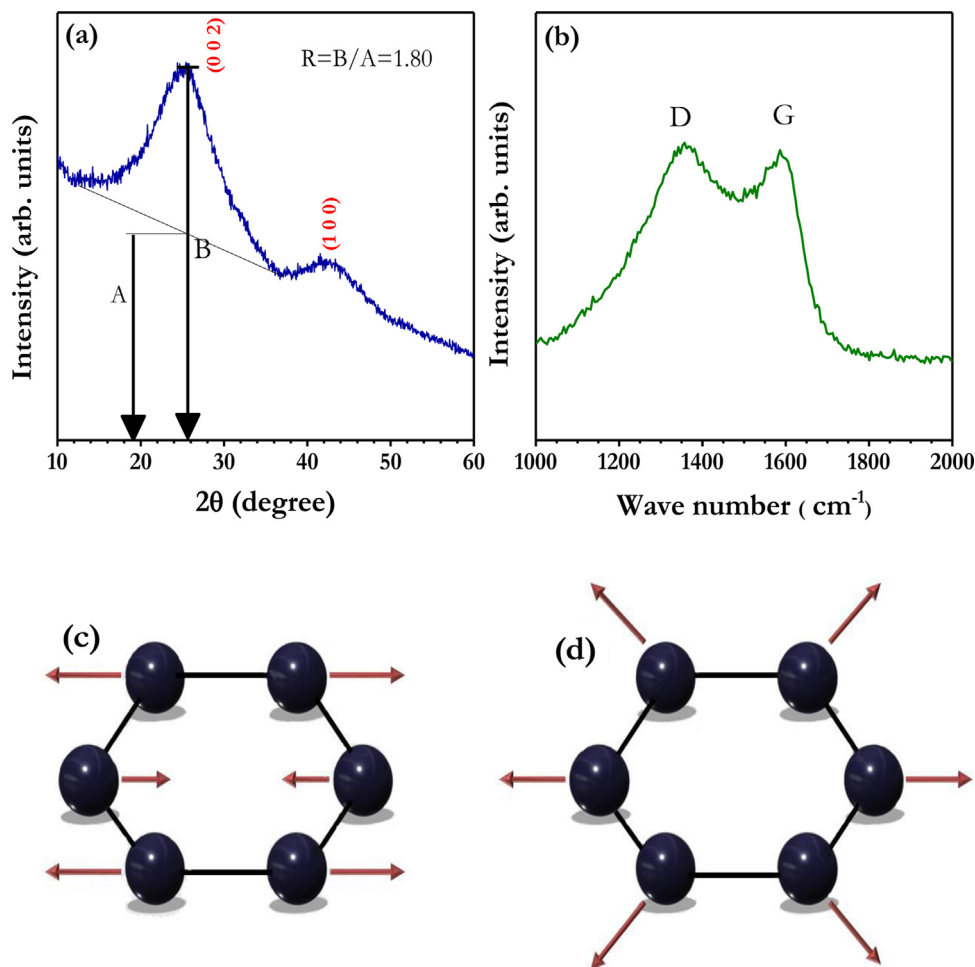 (a)
(0 0 2)
R=B/A=1.80
(1 0 0)
B
A
Intensity (arb. units)
10 20 30 40 50 60
2θ (degree)
(b)
D
G
Intensity (arb. units)
1000 1200 1400 1600 1800 2000
Wave number ( cm⁻¹)
(c)
(d)